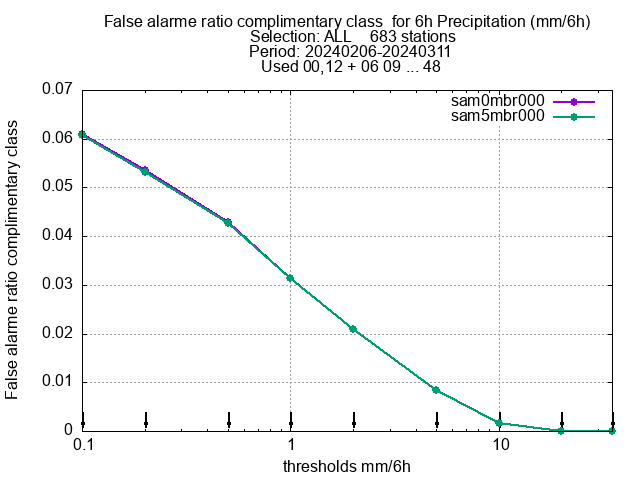 False alarme ratio complimentary class  for 6h Precipitation (mm/6h)
Selection: ALL    683 stations
Period: 20240206-20240311
Used 00,12 + 06 09 ... 48
sam0mbr000
sam5mbr000
0.07
0.06
0.05
0.04
0.03
0.02
0.01
0
False alarme ratio complimentary class
0.1 1 10
thresholds mm/6h